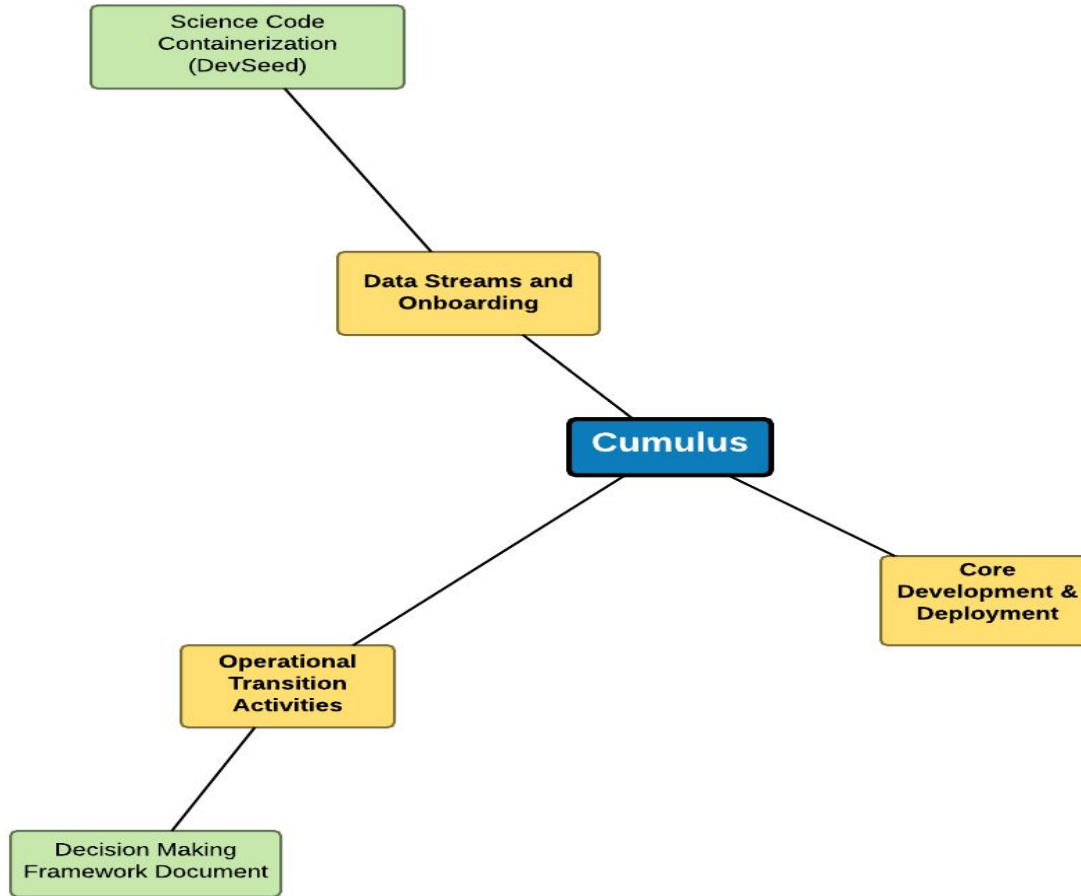 Science Code
Containerization
(DevSeed)
Data Streams and
Onboarding
Cumulus
Core
Development &
Deployment
Operational
Transition
Activities
Decision Making
Framework Document